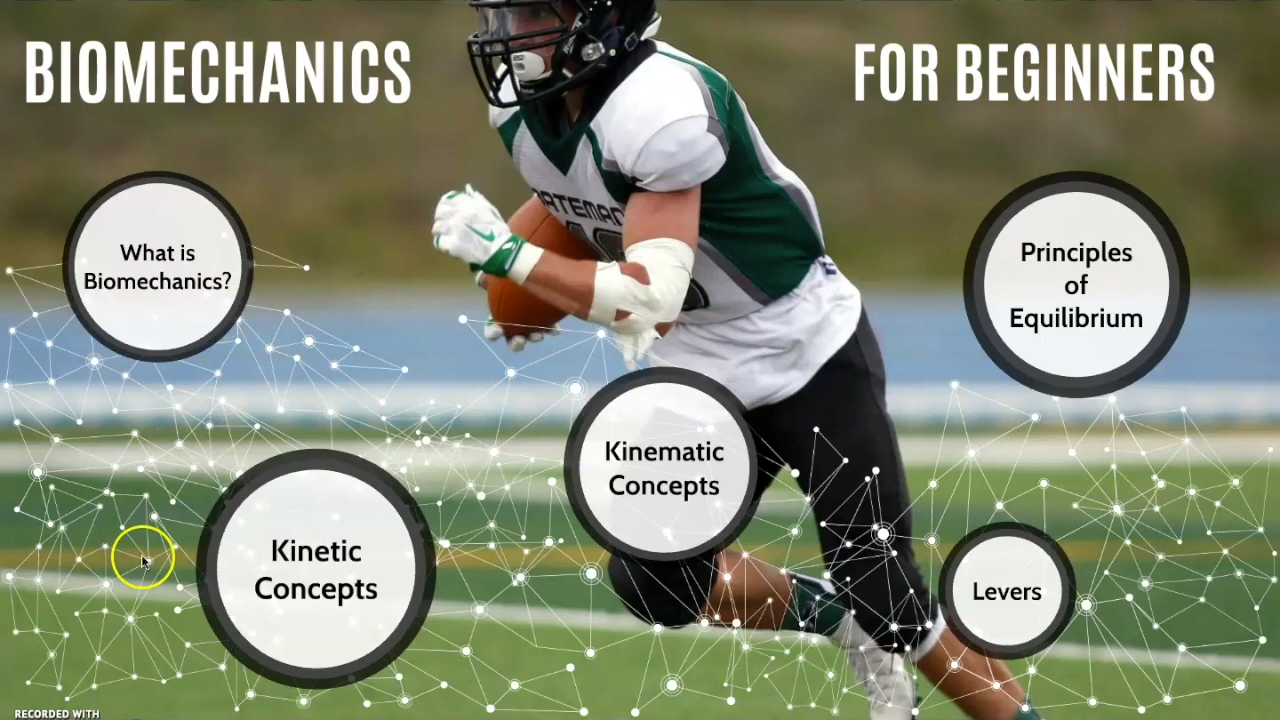 BIOMECHANICS
FOR BEGINNERS
What is
Biomechanics?
Principles
of
Equilibrium
Kinematic
Concepts
Kinetic
Concepts
Levers
RECORDED WITH